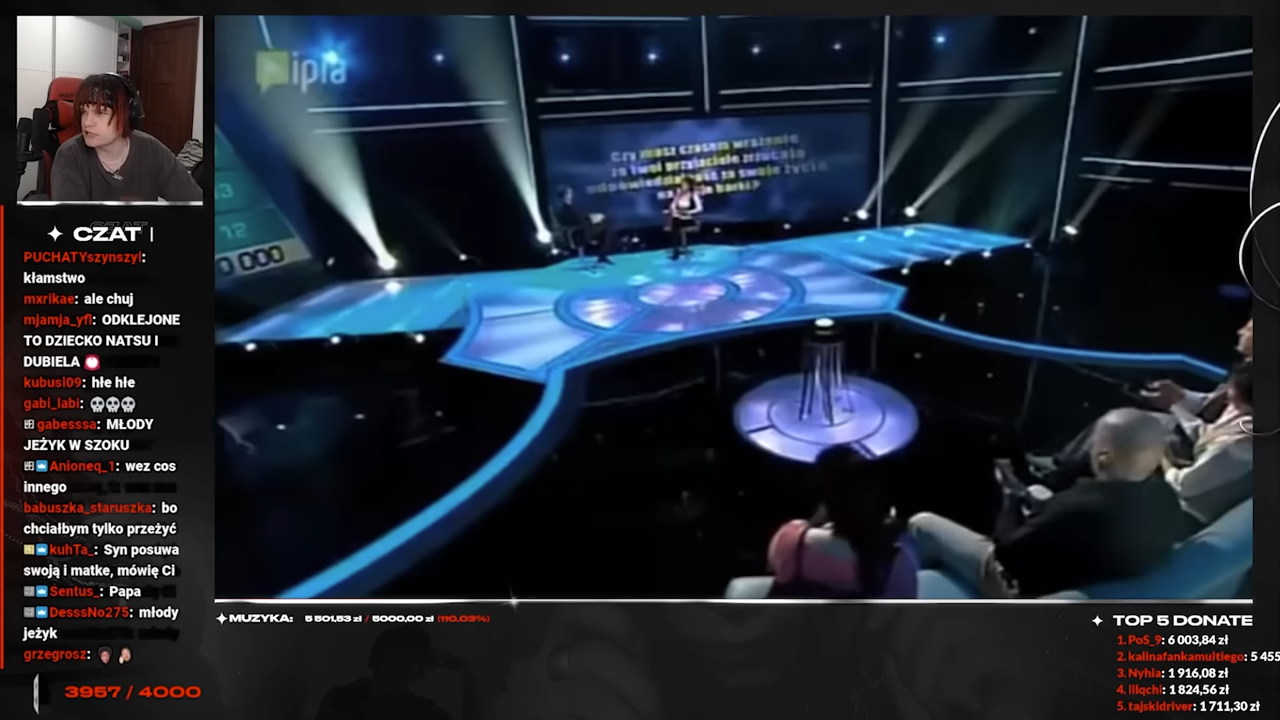 ipla
Czy masz czasem wrażenie
że twoi przyjaciele zrzucają
odpowiedzialność za swoje życie
barki?
12
0 000
CZAT |
PUCHATYszynszyl:
kłamstwo
mxrikae: ale chuj
mjamja_yfl: ODKLEJONE
TO DZIECKO NATSU I
DUBIELA
kubusi09: hłe hłe
gabi_labi:
gabesssa: MŁODY
JEŻYK W SZOKU
Anioneq_1: wez cos
innego
babuszka_staruszka: bo
chciałbym tylko przeżyć
kuhTa_: Syn posuwa
swoją i matke, mówię Ci
Sentus_: Papa
DesssNo275: młody
jeżyk
grzegrosz:
3957 / 4000
MUZYKA: 5 501,53 zł / 5000,00 zł (110.03%)
TOP 5 DONATE
1. PoS_9: 6 003,84 zł
2. kalinafankamultiego: 5 455
3. Nyhia: 1 916,08 zł
4. lilqchi: 1 824,56 zł
5. tajskidriver: 1 711,30 zł